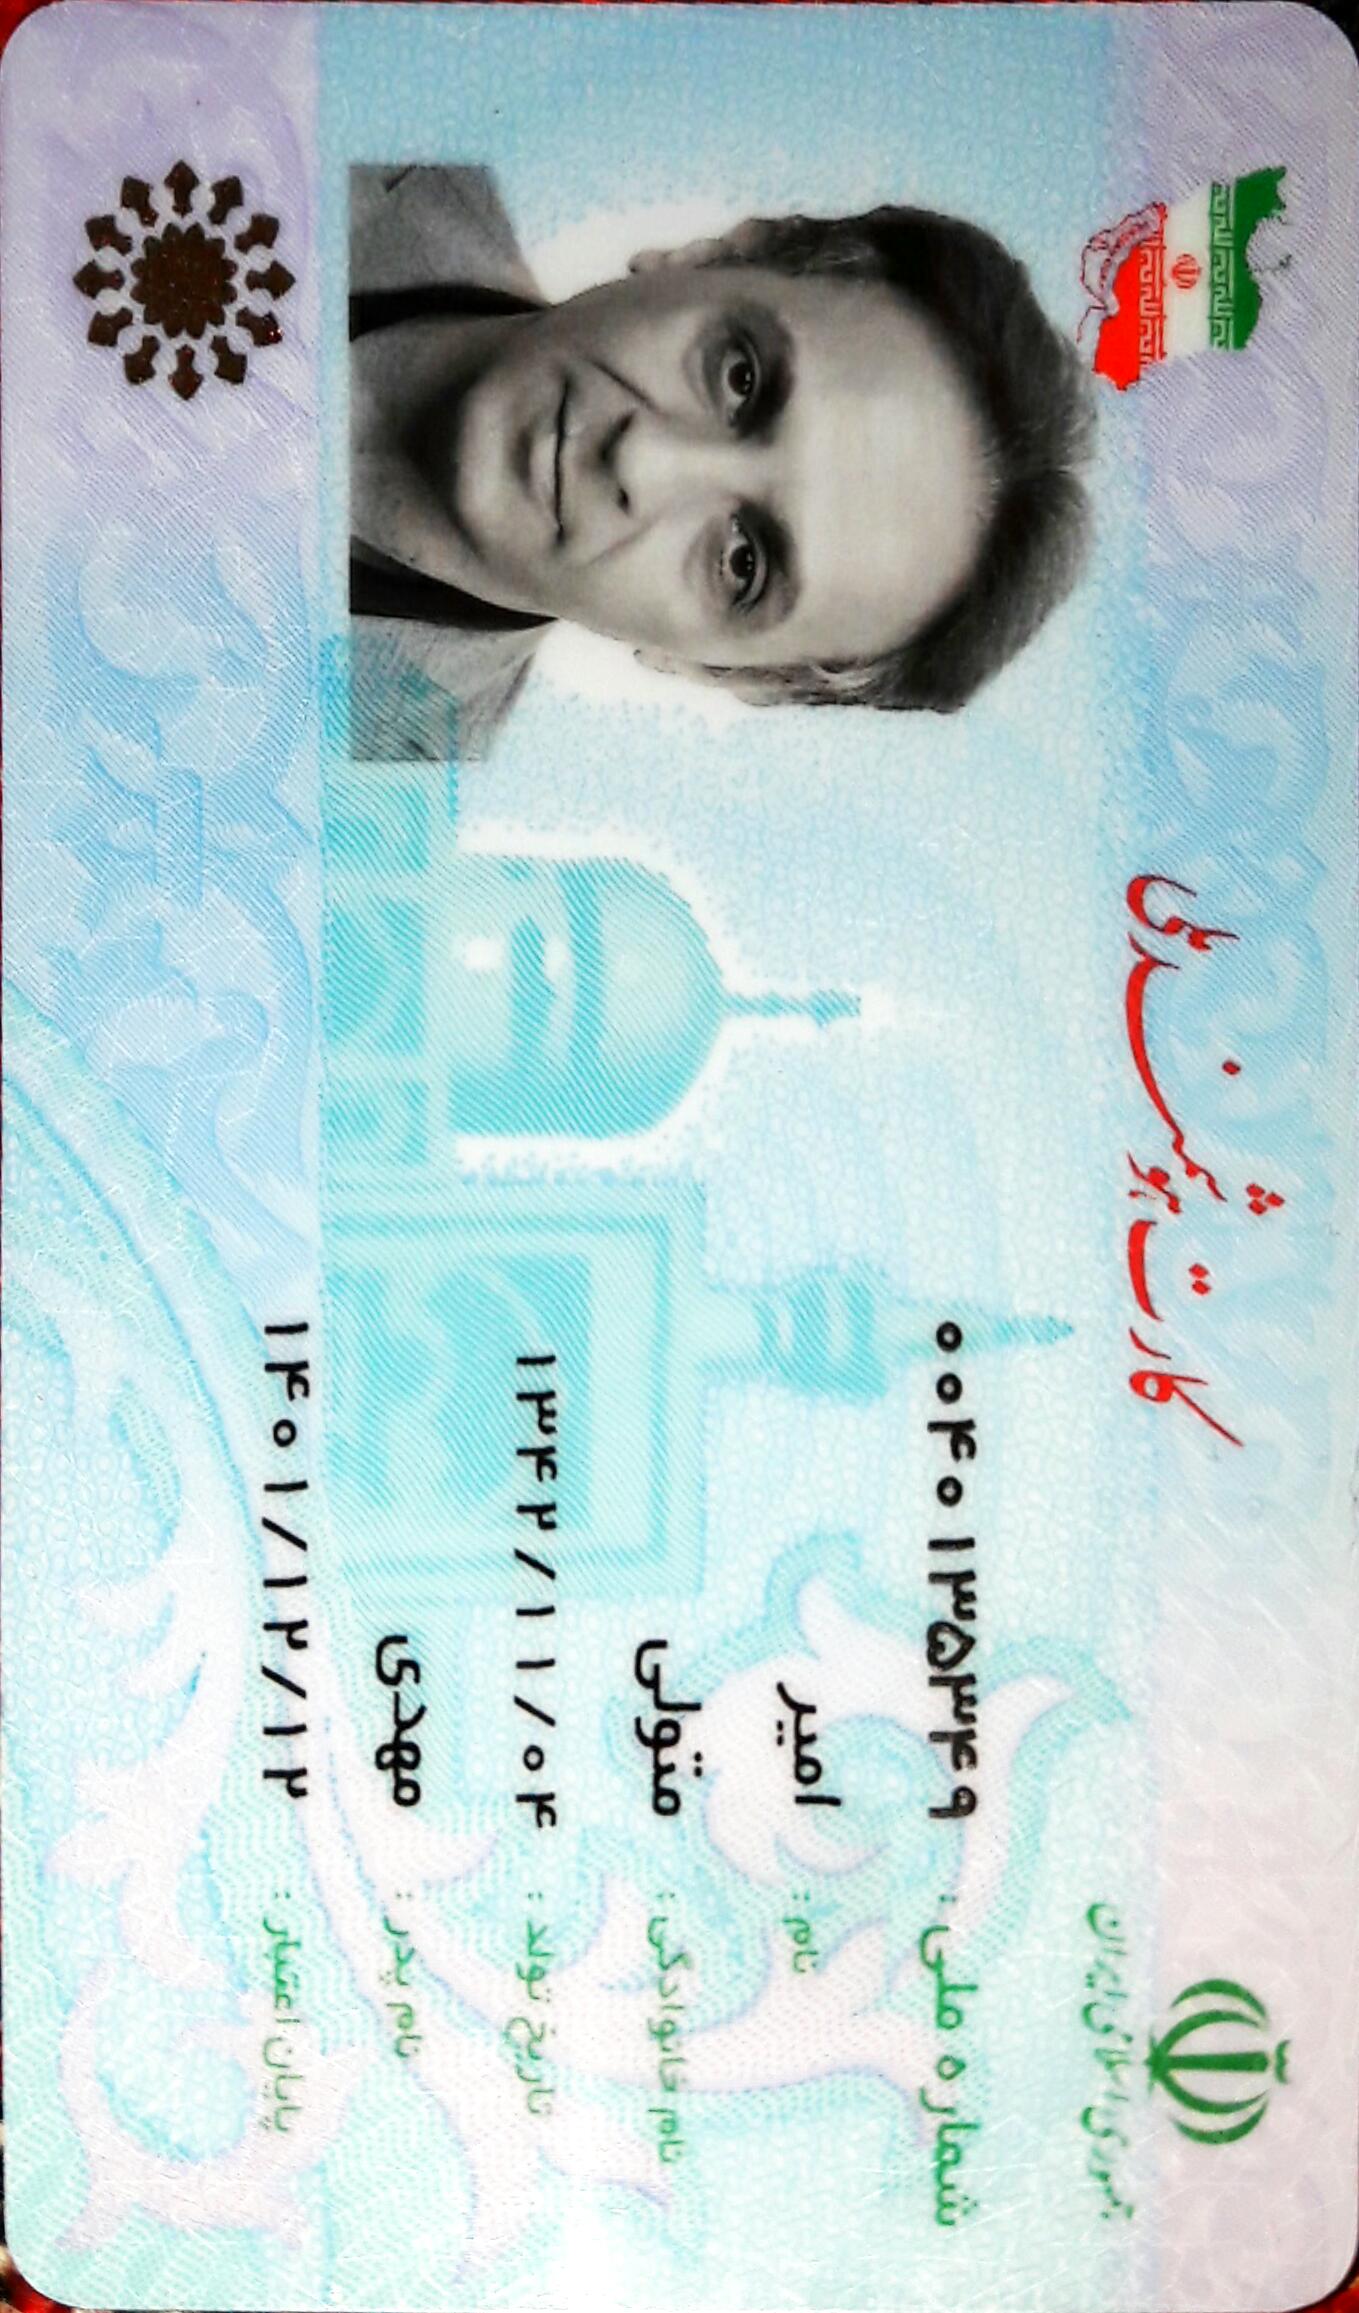 جمهوری اسلامی ایران
کارت هوشمند ملی
شماره ملی : ۰۰۴۰۱۳۵۳۴۹
نام : امیر
نام خانوادگی : متولی
تاریخ تولد : ۱۳۴۲/۱۱/۰۴
نام پدر : مهدی
پایان اعتبار : ۱۴۰۱/۱۲/۱۲